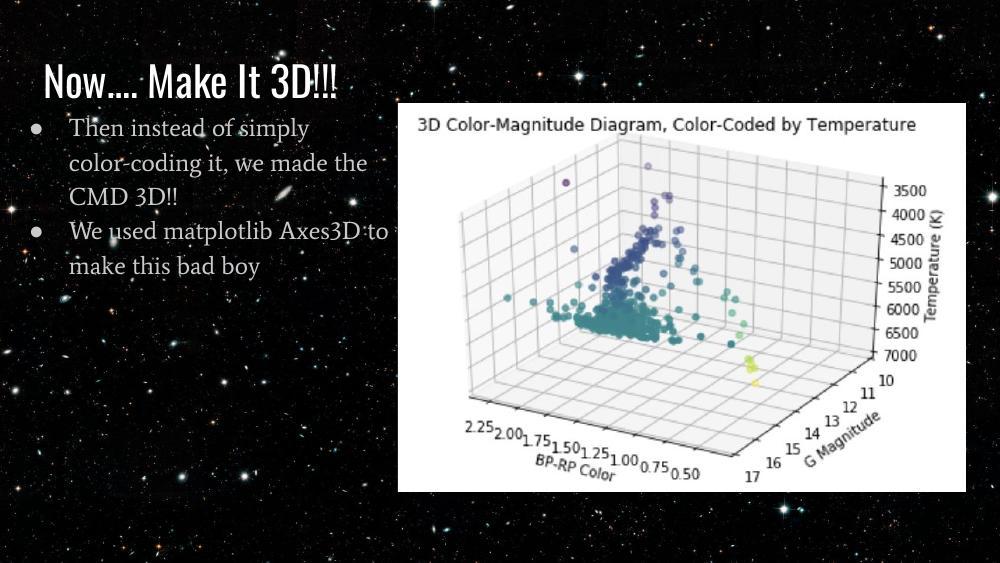 Now.... Make It 3D!!!
● Then instead of simply
color-coding it, we made the
CMD 3D!!
● We used matplotlib Axes3D to
make this bad boy
3D Color-Magnitude Diagram, Color-Coded by Temperature
3500
4000
4500
5000
5500
6000
6500
7000
Temperature (K)
10
11
12
13
14
15
16
17
G Magnitude
2.25
2.00
1.75
1.50
1.25
1.00
0.75
0.50
BP-RP Color